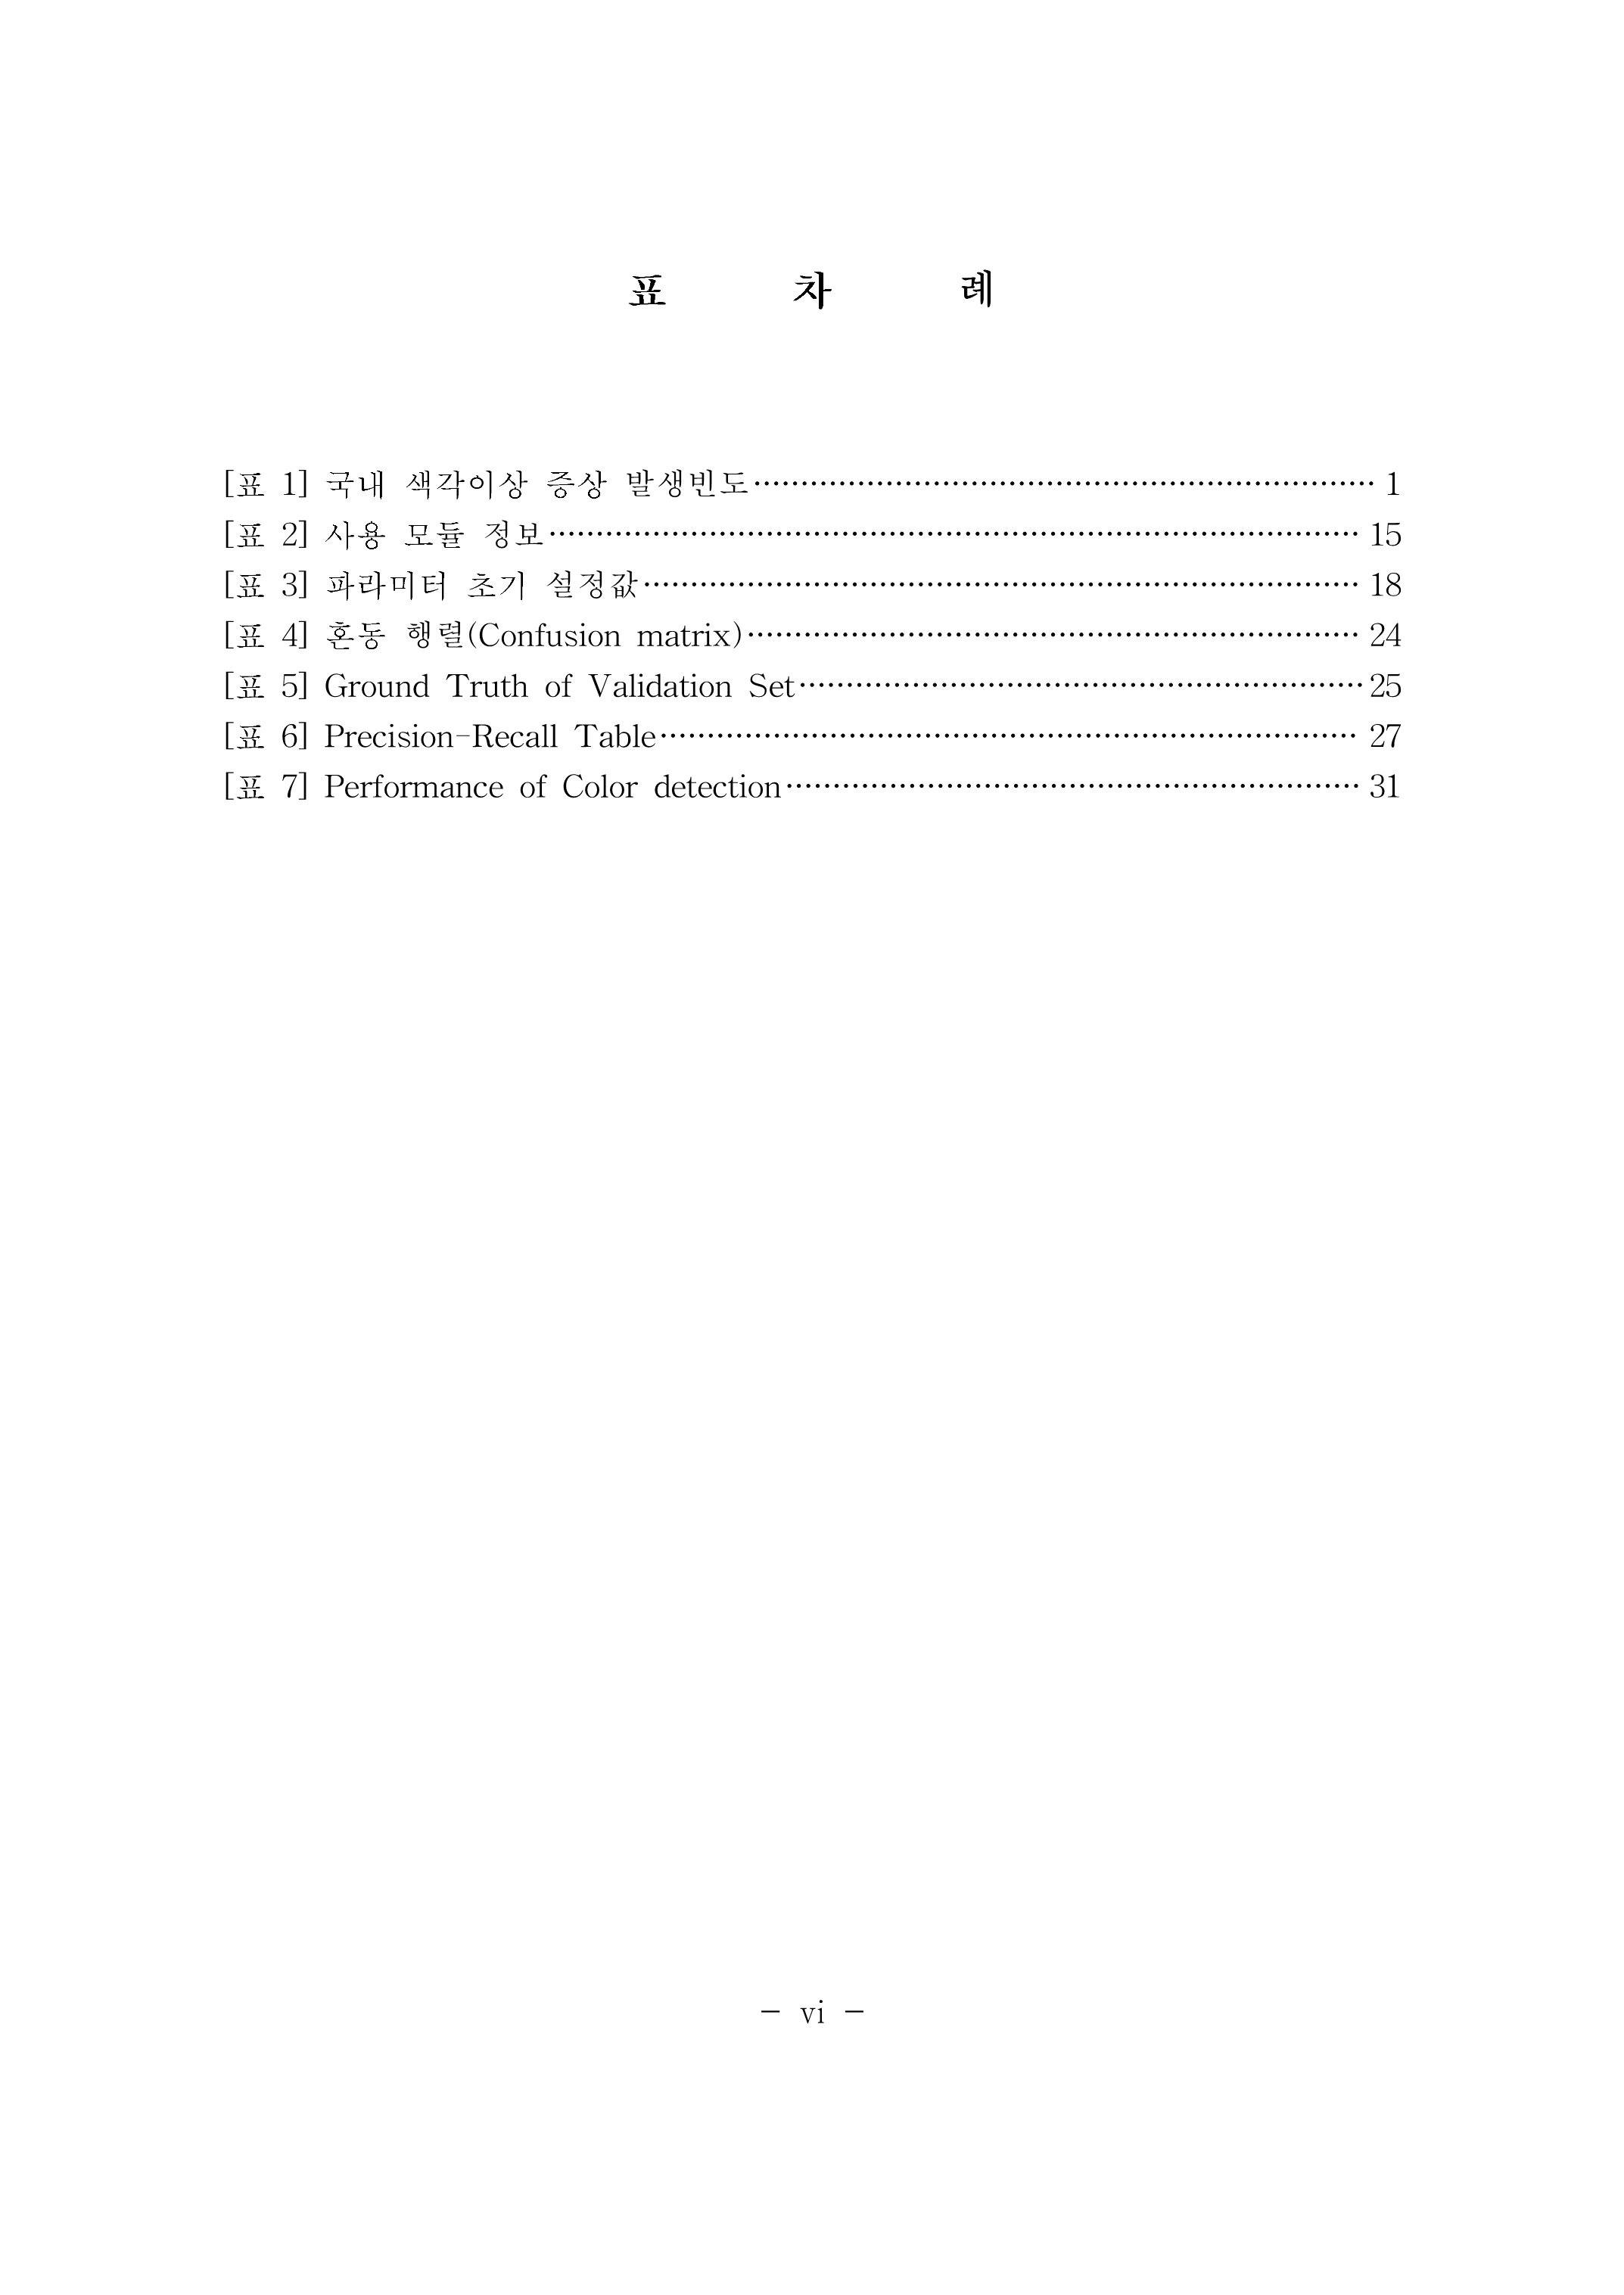 표 차 례
[표 1] 국내 색각이상 증상 발생빈도 ······································································ 1
[표 2] 사용 모듈 정보 ······································································ 15
[표 3] 파라미터 초기 설정값 ······································································ 18
[표 4] 혼동 행렬(Confusion matrix) ······································································ 24
[표 5] Ground Truth of Validation Set ······································································ 25
[표 6] Precision-Recall Table ······································································ 27
[표 7] Performance of Color detection ······································································ 31
- vi -